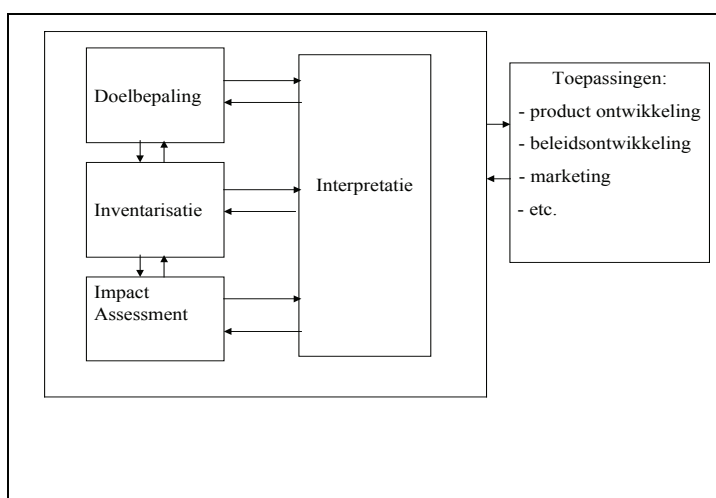 Doelbepaling
Inventarisatie
Impact
Assessment
Interpretatie
Toepassingen:
- product ontwikkeling
- beleidsontwikkeling
- marketing
- etc.